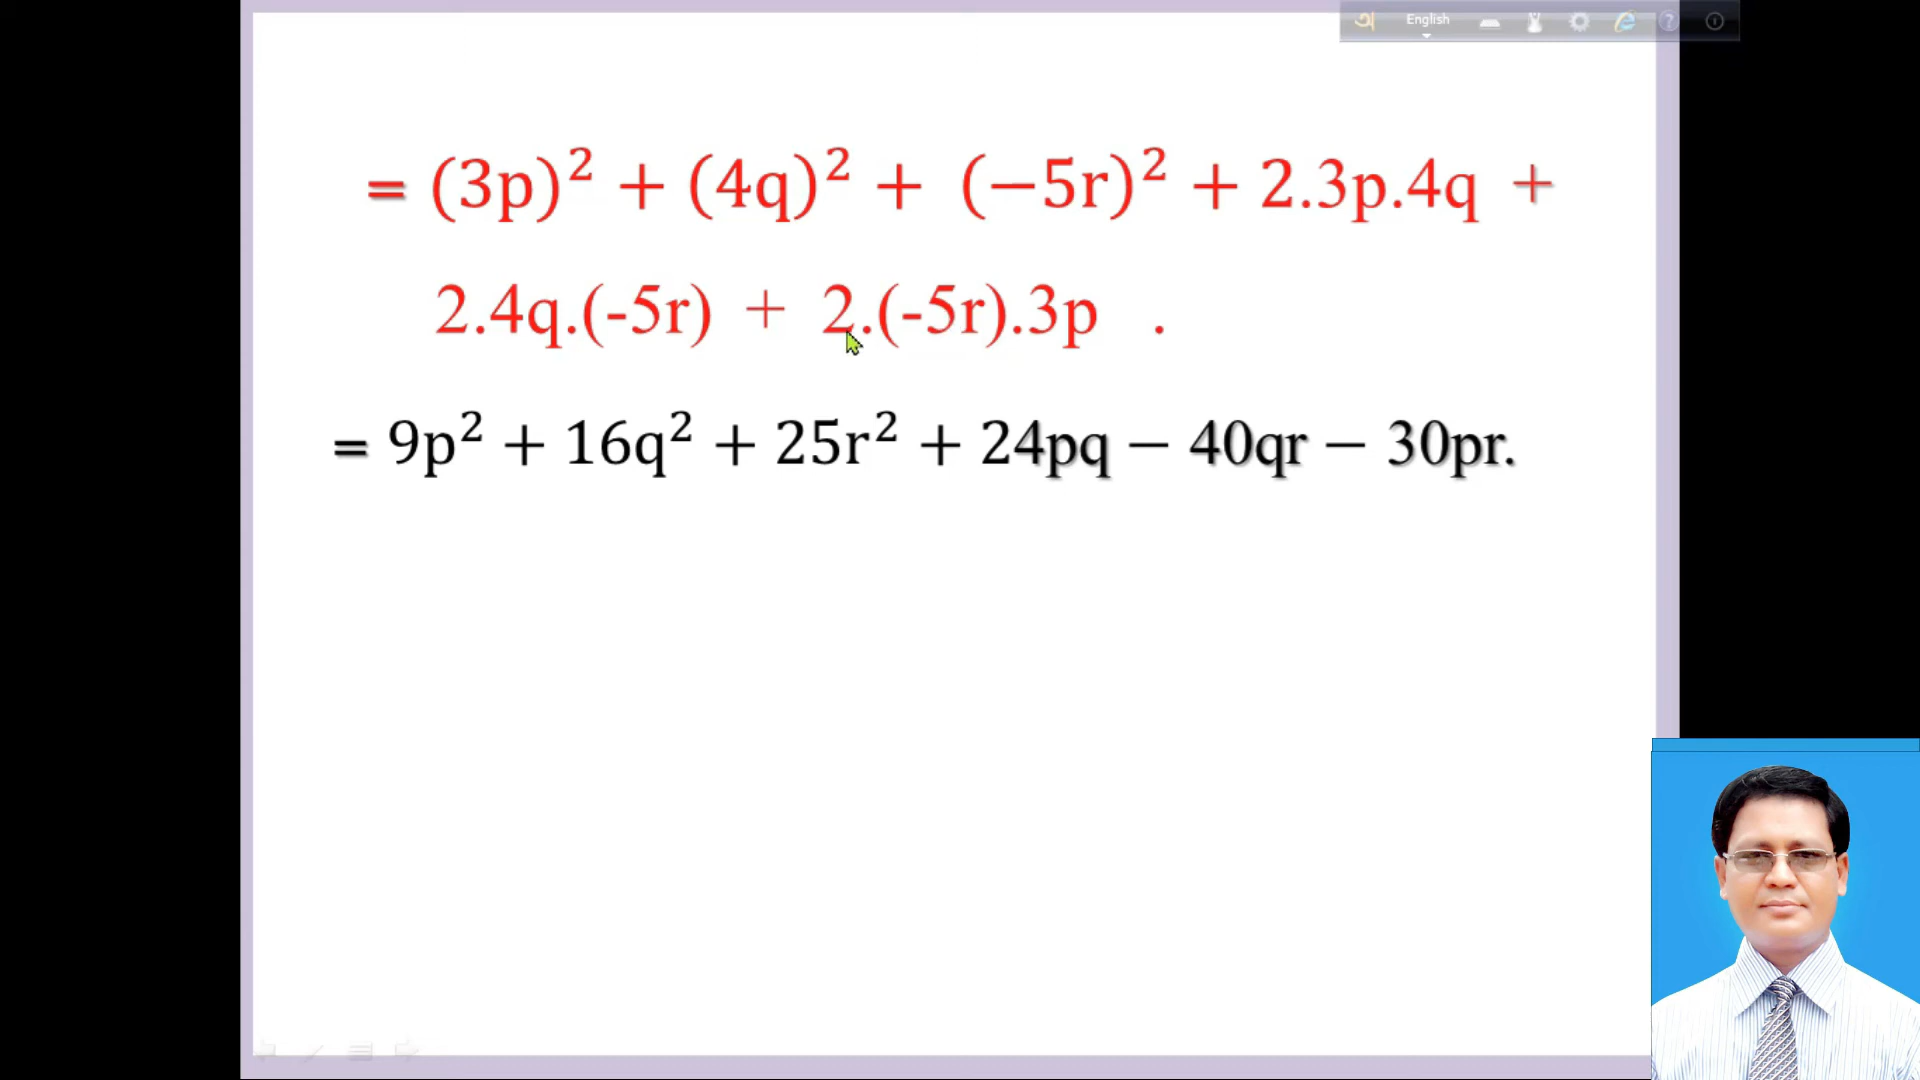 অ English ?
= (3p)² + (4q)² + (−5r)² + 2.3p.4q +
2.4q.(-5r) + 2.(-5r).3p .
= 9p² + 16q² + 25r² + 24pq − 40qr − 30pr.